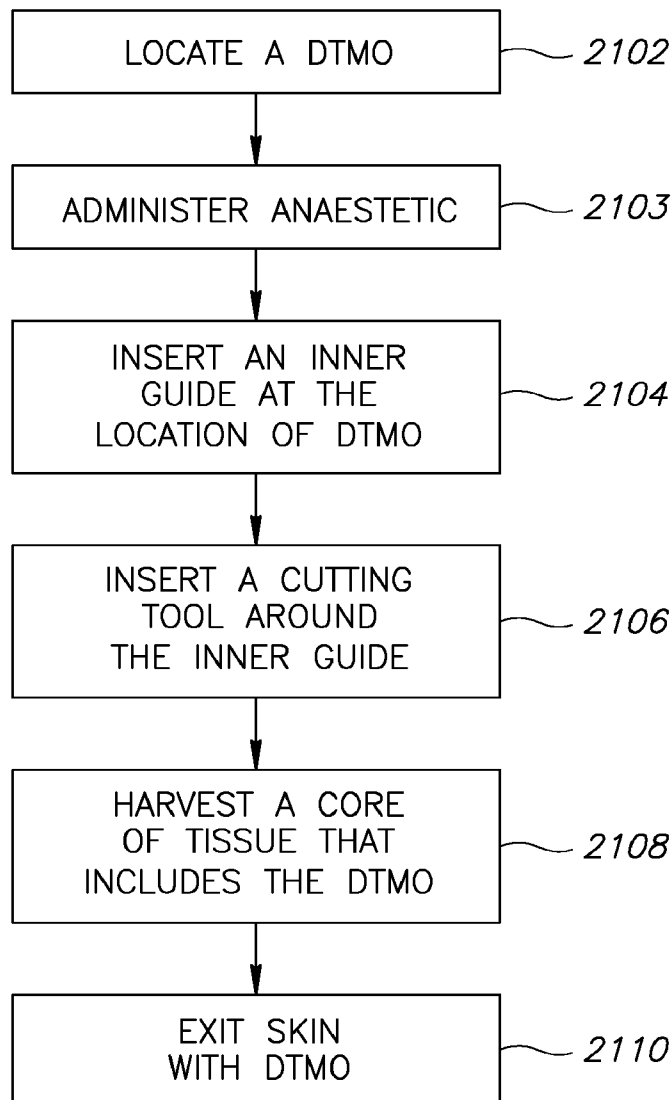 LOCATE A DTMO
2102
ADMINISTER ANAESTETIC
2103
INSERT AN INNER
GUIDE AT THE
LOCATION OF DTMO
2104
INSERT A CUTTING
TOOL AROUND
THE INNER GUIDE
2106
HARVEST A CORE
OF TISSUE THAT
INCLUDES THE DTMO
2108
EXIT SKIN
WITH DTMO
2110